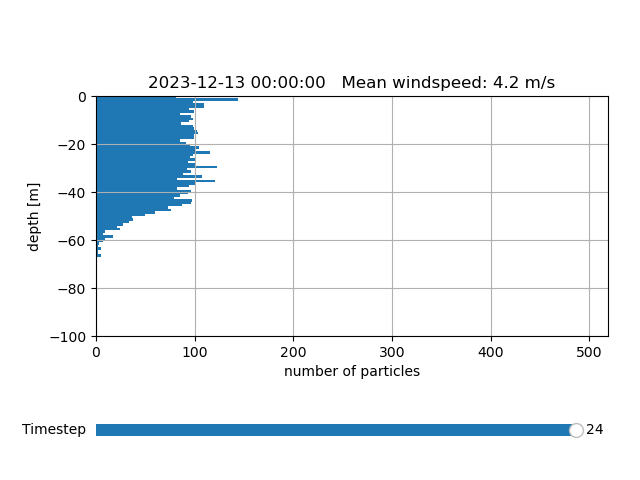 2023-12-13 00:00:00   Mean windspeed: 4.2 m/s
0
−20
−40
−60
−80
−100
depth [m]
0 100 200 300 400 500
number of particles
Timestep 24